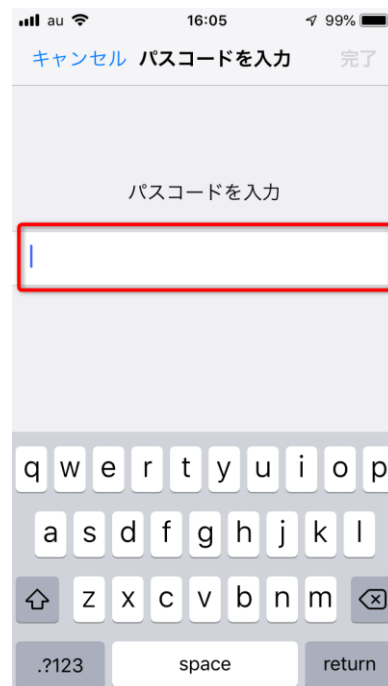 au 16:05 99%
キャンセル パスコードを入力 完了
パスコードを入力
q w e r t y u i o p
a s d f g h j k l
z x c v b n m
.?123 space return